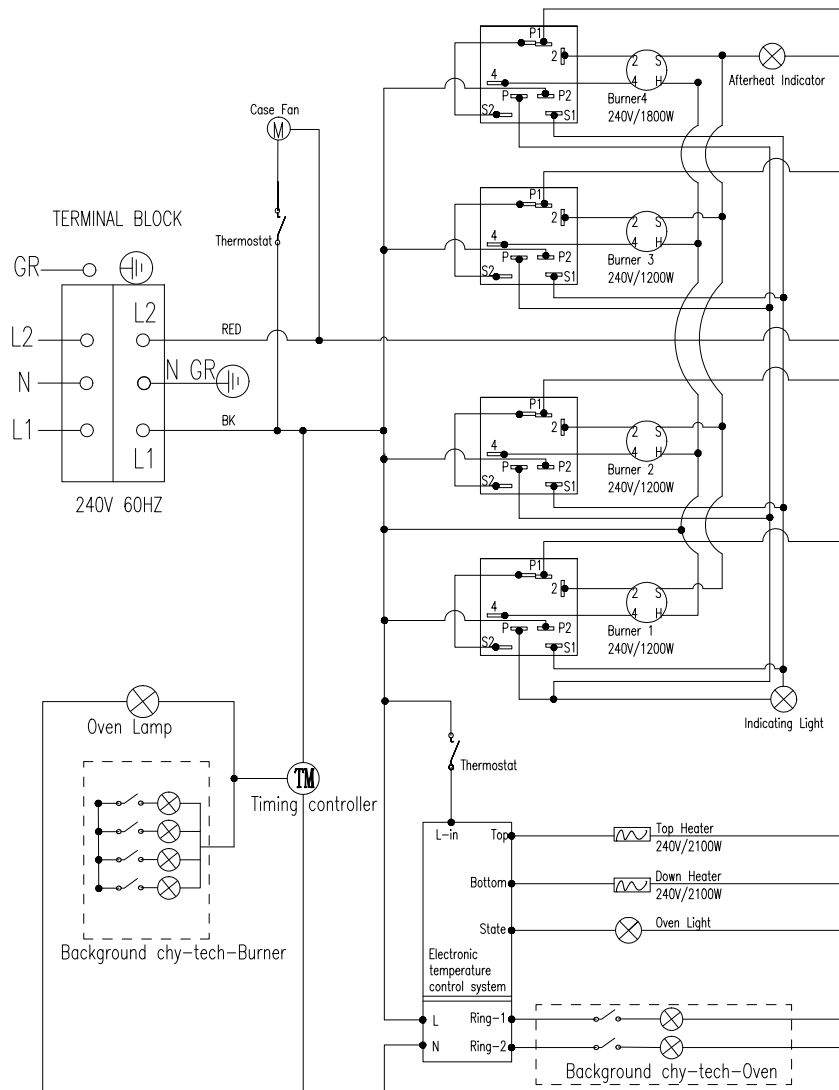 P1
2
4
P
P2
S2
S1
2 S
4 H
Burner4
240V/1800W
Afterheat Indicator
Case Fan
M
Thermostat
TERMINAL BLOCK
GR
L2
L2
RED
N
N GR
L1
BK
L1
240V 60HZ
P1
2
4
P
P2
S2
S1
2 S
4 H
Burner 3
240V/1200W
P1
2
4
P
P2
S2
S1
2 S
4 H
Burner 2
240V/1200W
P1
2
4
P
P2
S2
S1
2 S
4 H
Burner 1
240V/1200W
Indicating Light
Oven Lamp
TM
Timing controller
Background chy-tech-Burner
Thermostat
L-in
Top
Top Heater
240V/2100W
Bottom
Down Heater
240V/2100W
State
Oven Light
Electronic
temperature
control system
L
Ring-1
N
Ring-2
Background chy-tech-Oven